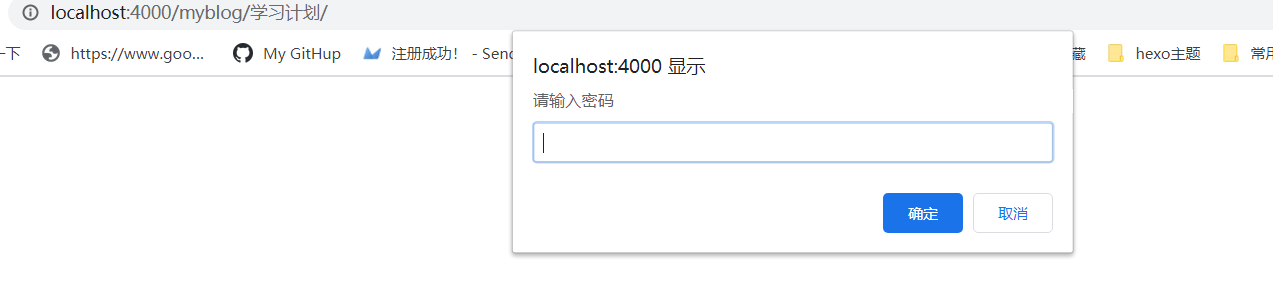 localhost:4000/myblog/学习计划/
一下 https://www.goo... My GitHup 注册成功! - Senc 藏 hexo主题 常用
localhost:4000 显示
请输入密码
确定 取消